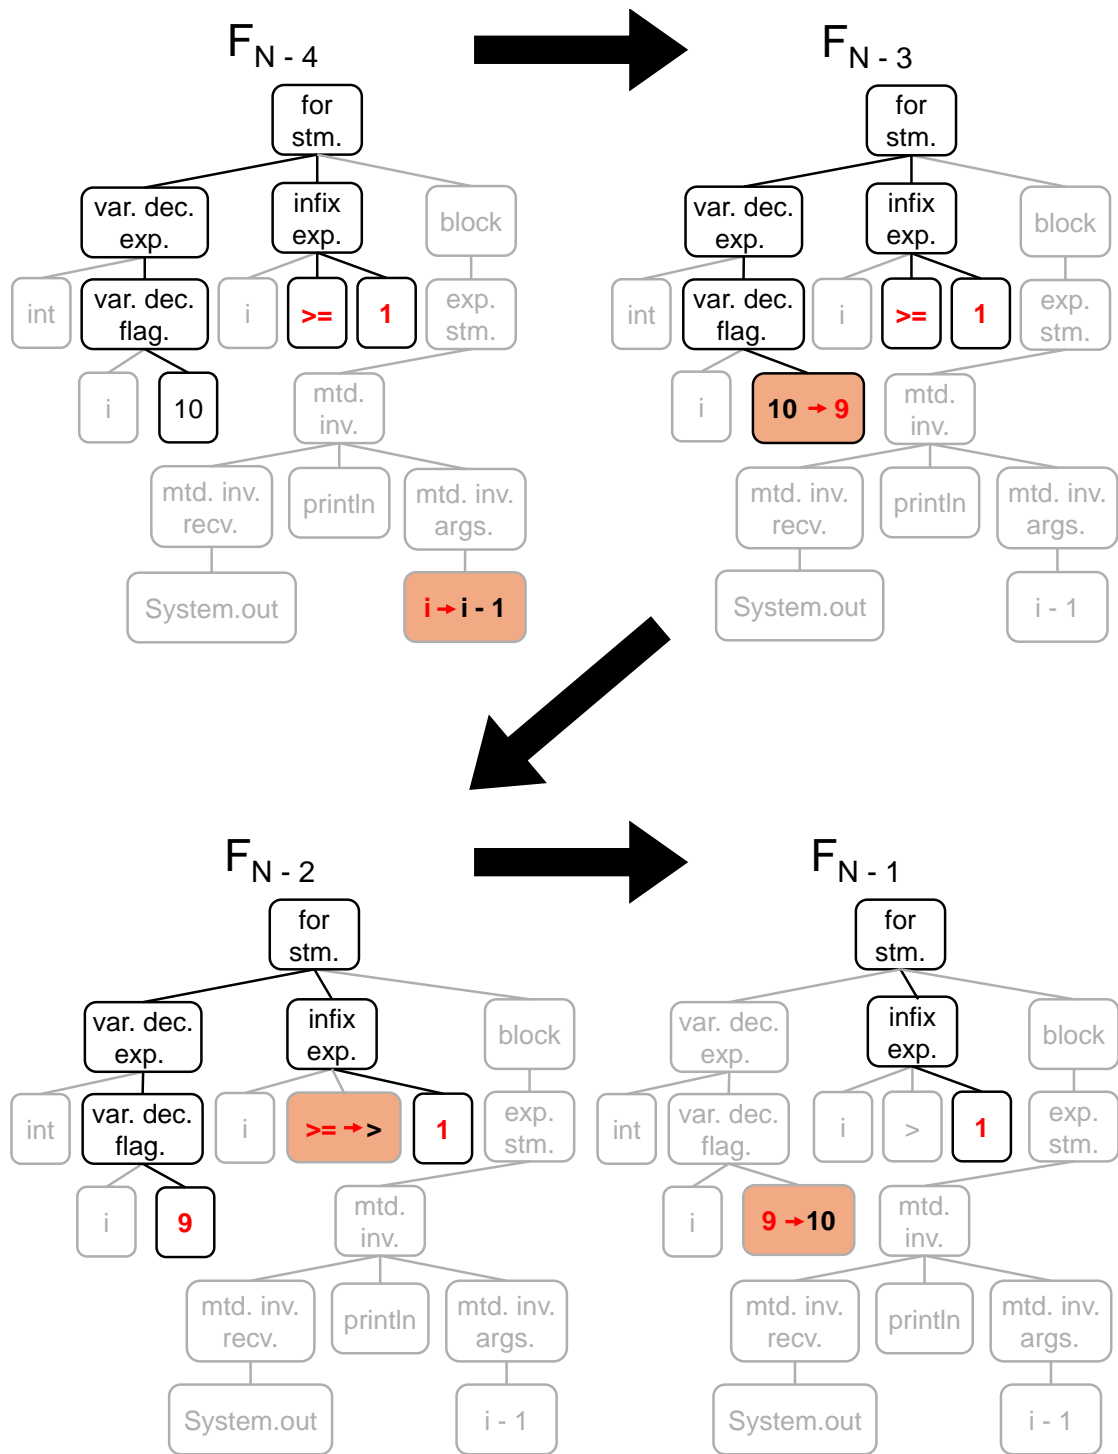 F N - 4
F N - 3
for
stm.
for
stm.
var. dec.
exp.
infix
exp.
block
var. dec.
exp.
infix
exp.
block
int
var. dec.
flag.
i
>=
1
exp.
stm.
int
var. dec.
flag.
i
>=
1
exp.
stm.
i
10
mtd.
inv.
i
10 → 9
mtd.
inv.
mtd. inv.
recv.
println
mtd. inv.
args.
mtd. inv.
recv.
println
mtd. inv.
args.
System.out
i → i - 1
System.out
i - 1
F N - 2
F N - 1
for
stm.
for
stm.
var. dec.
exp.
infix
exp.
block
var. dec.
exp.
infix
exp.
block
int
var. dec.
flag.
i
>= → >
1
exp.
stm.
int
var. dec.
flag.
i
>
1
exp.
stm.
i
9
mtd.
inv.
i
9 → 10
mtd.
inv.
mtd. inv.
recv.
println
mtd. inv.
args.
mtd. inv.
recv.
println
mtd. inv.
args.
System.out
i - 1
System.out
i - 1